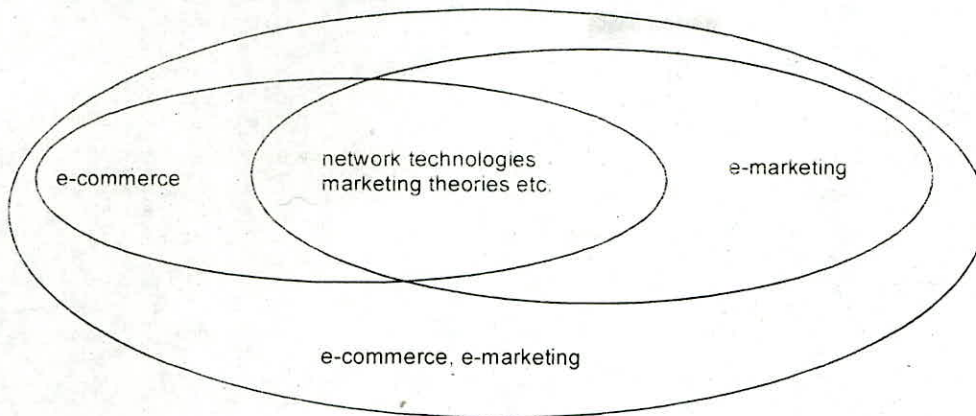 network technologies
e-commerce
marketing theories etc.
e-marketing
e-commerce, e-marketing